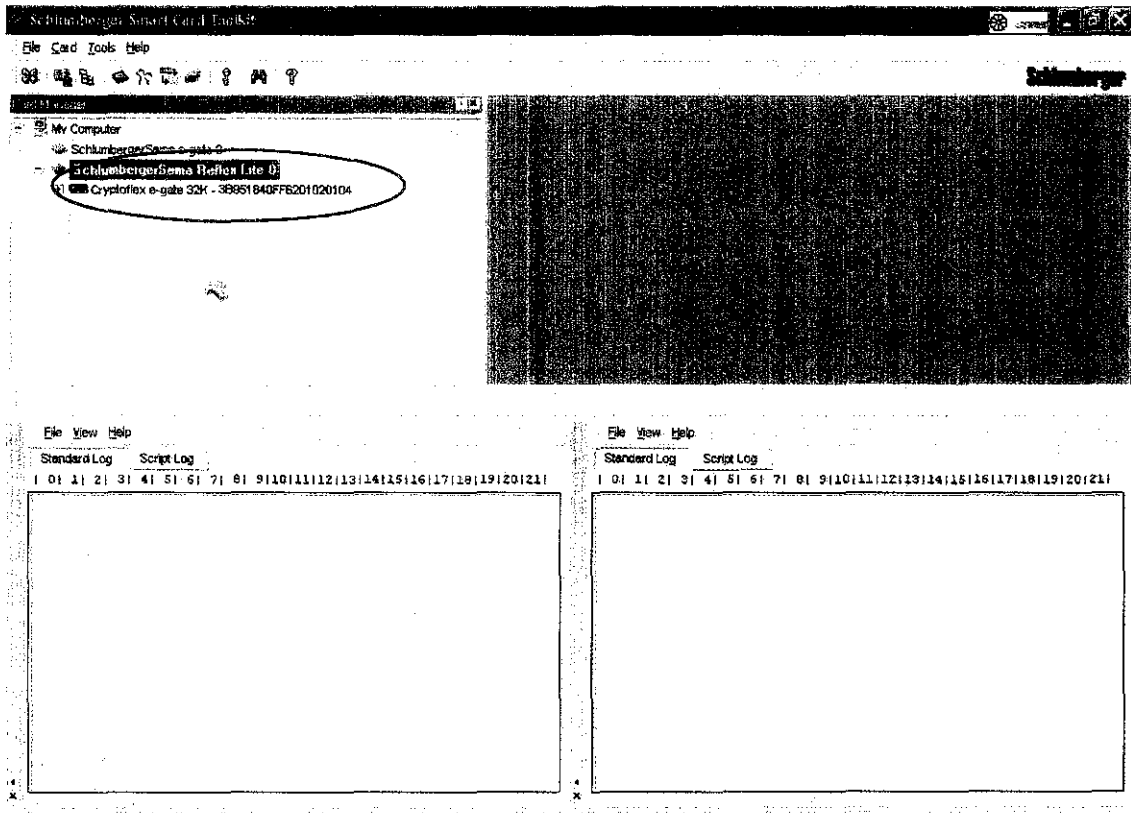 Schlumberger Smart Card Toolkit
File Card Tools Help
Schlumberger
My Computer
SchlumbergerSema e-gate 0
SchlumbergerSema Reflex Lite 0
Cryptoflex e-gate 32K - 3B951840FF6201020104
File View Help
Standard Log Script Log
| 0| 1| 2| 3| 4| 5| 6| 7| 8| 9|10|11|12|13|14|15|16|17|18|19|20|21|
File View Help
Standard Log Script Log
| 0| 1| 2| 3| 4| 5| 6| 7| 8| 9|10|11|12|13|14|15|16|17|18|19|20|21|